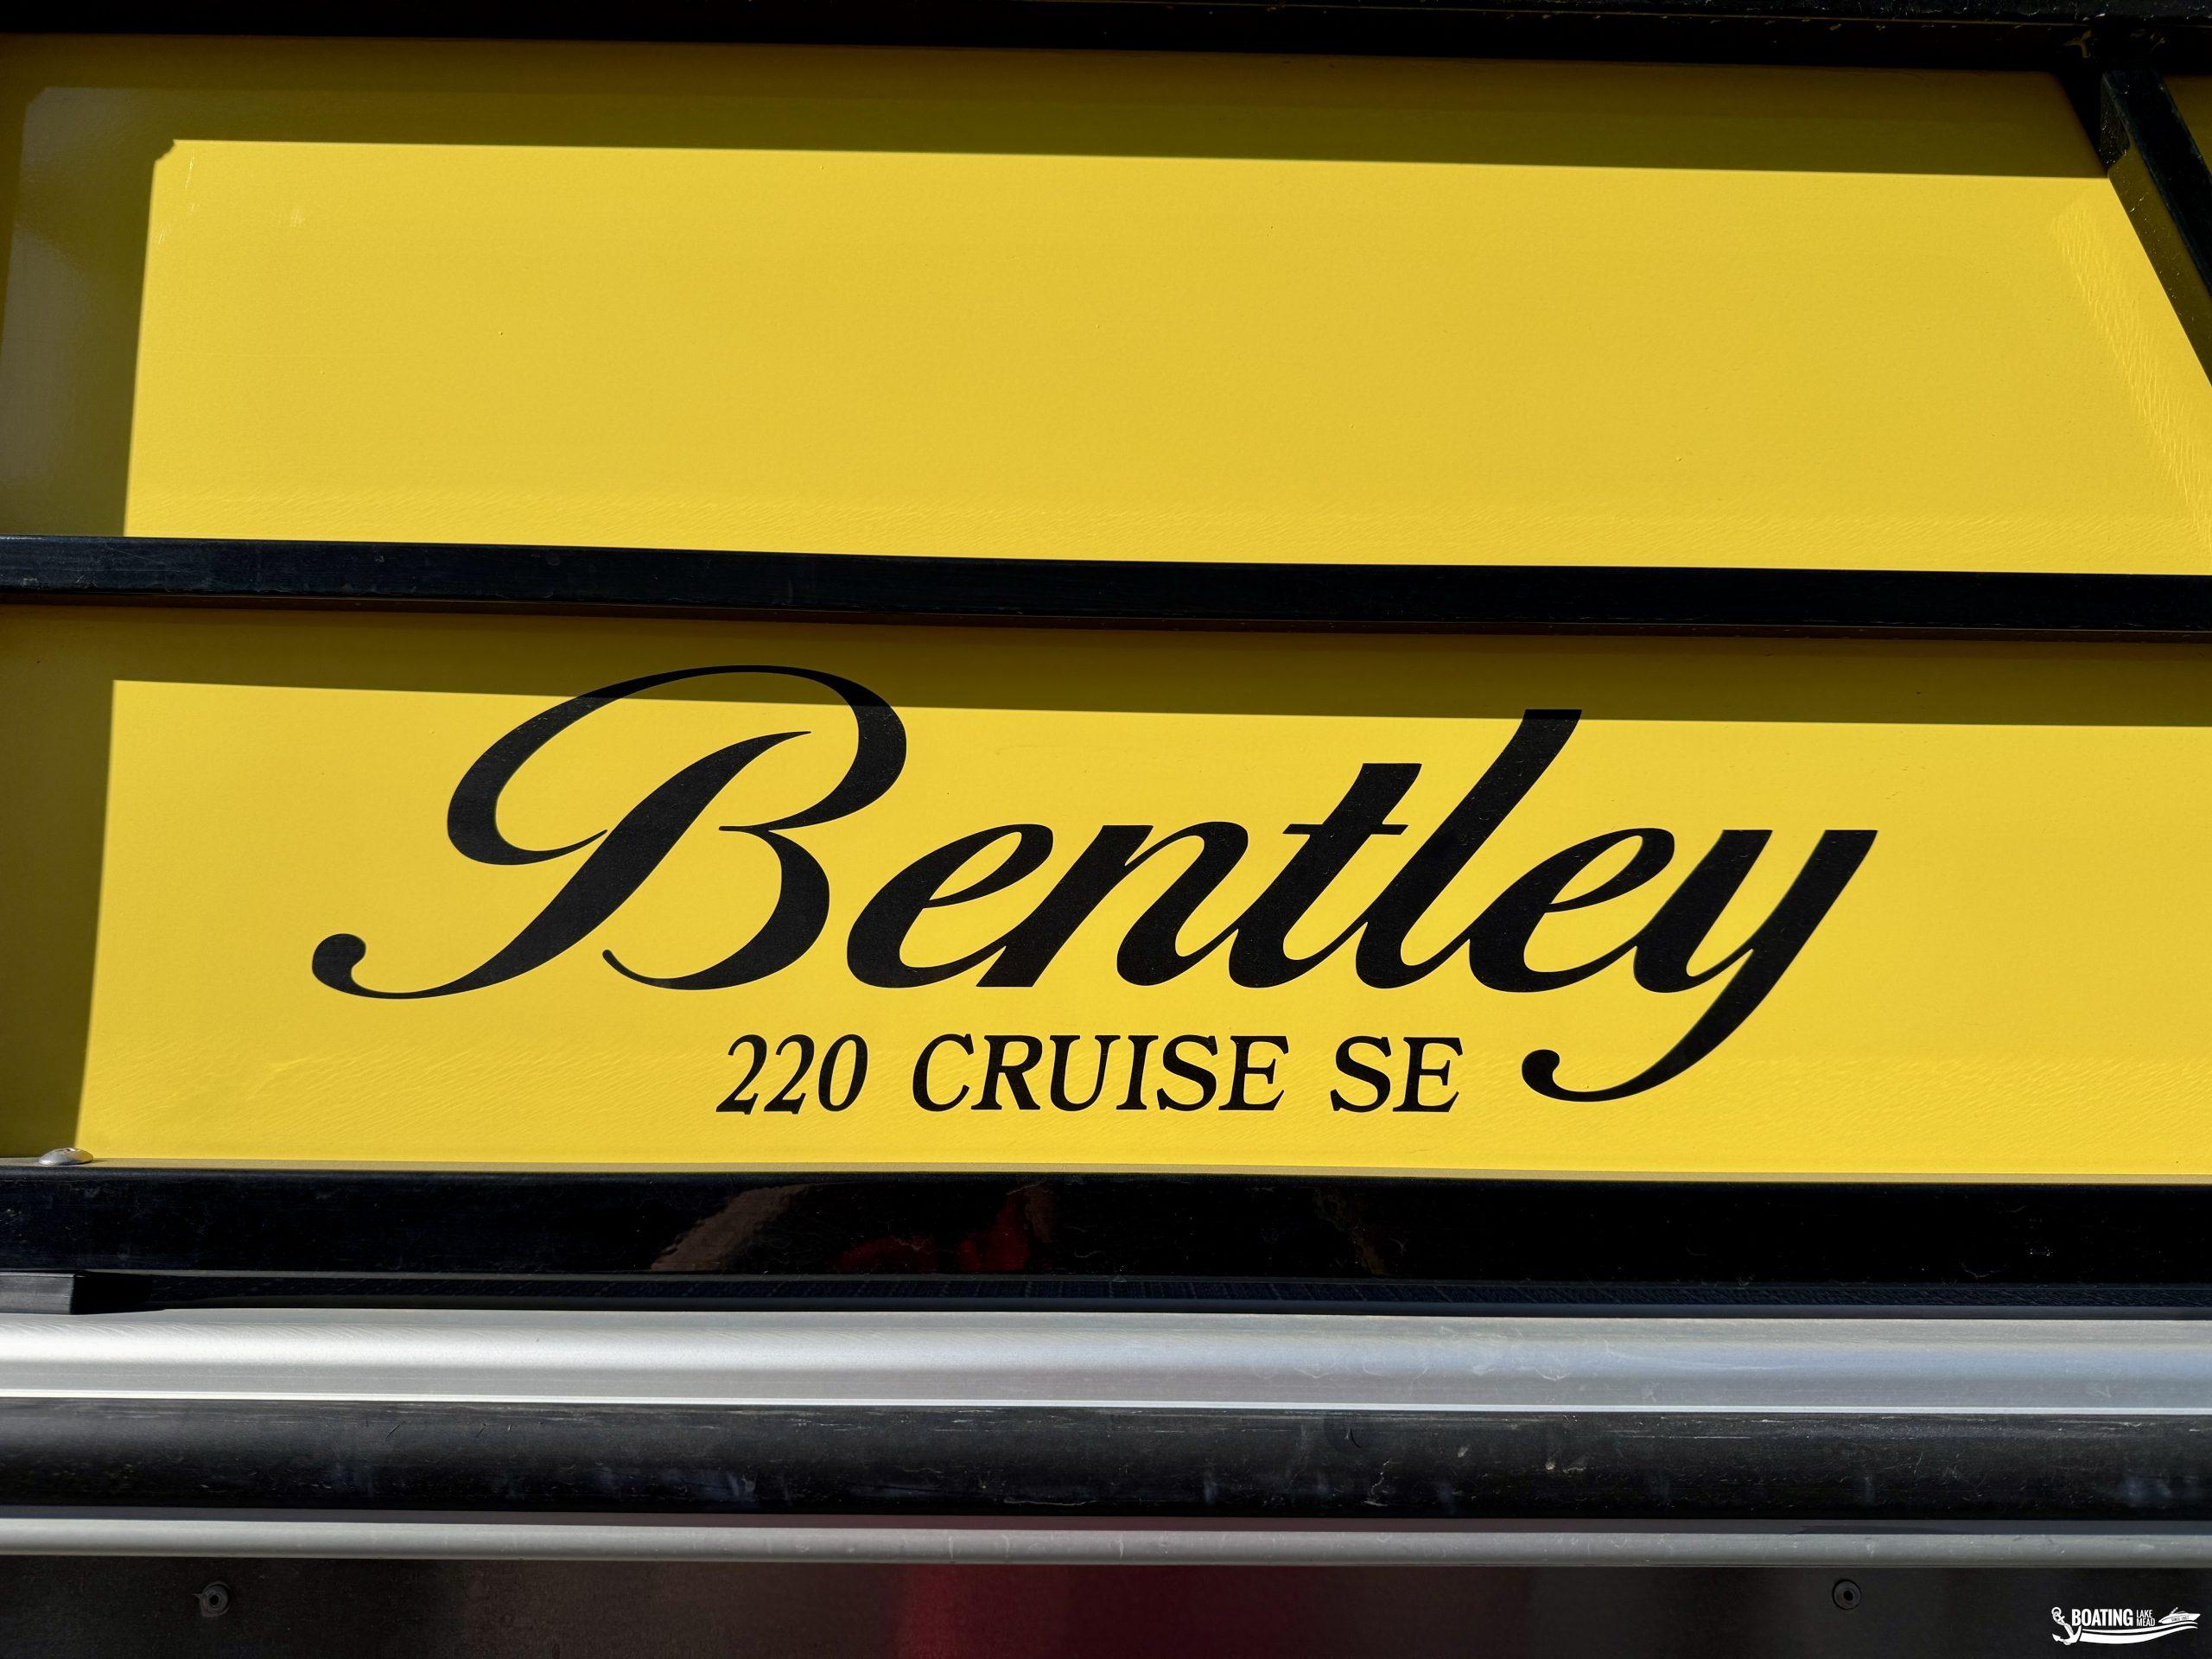 Bentley
220 CRUISE SE
BOATING LAKE MEAD